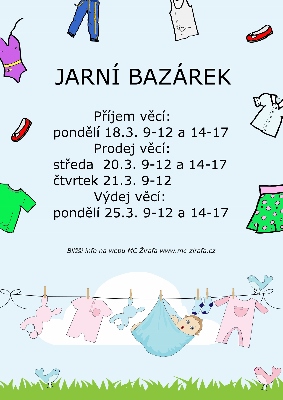 JARNÍ BAZÁREK
Příjem věcí:
pondělí 18.3. 9-12 a 14-17
Prodej věcí:
středa 20.3. 9-12 a 14-17
čtvrtek 21.3. 9-12
Výdej věcí:
pondělí 25.3. 9-12 a 14-17
Bližší info na webu MC Žirafa www.mc-zirafa.cz